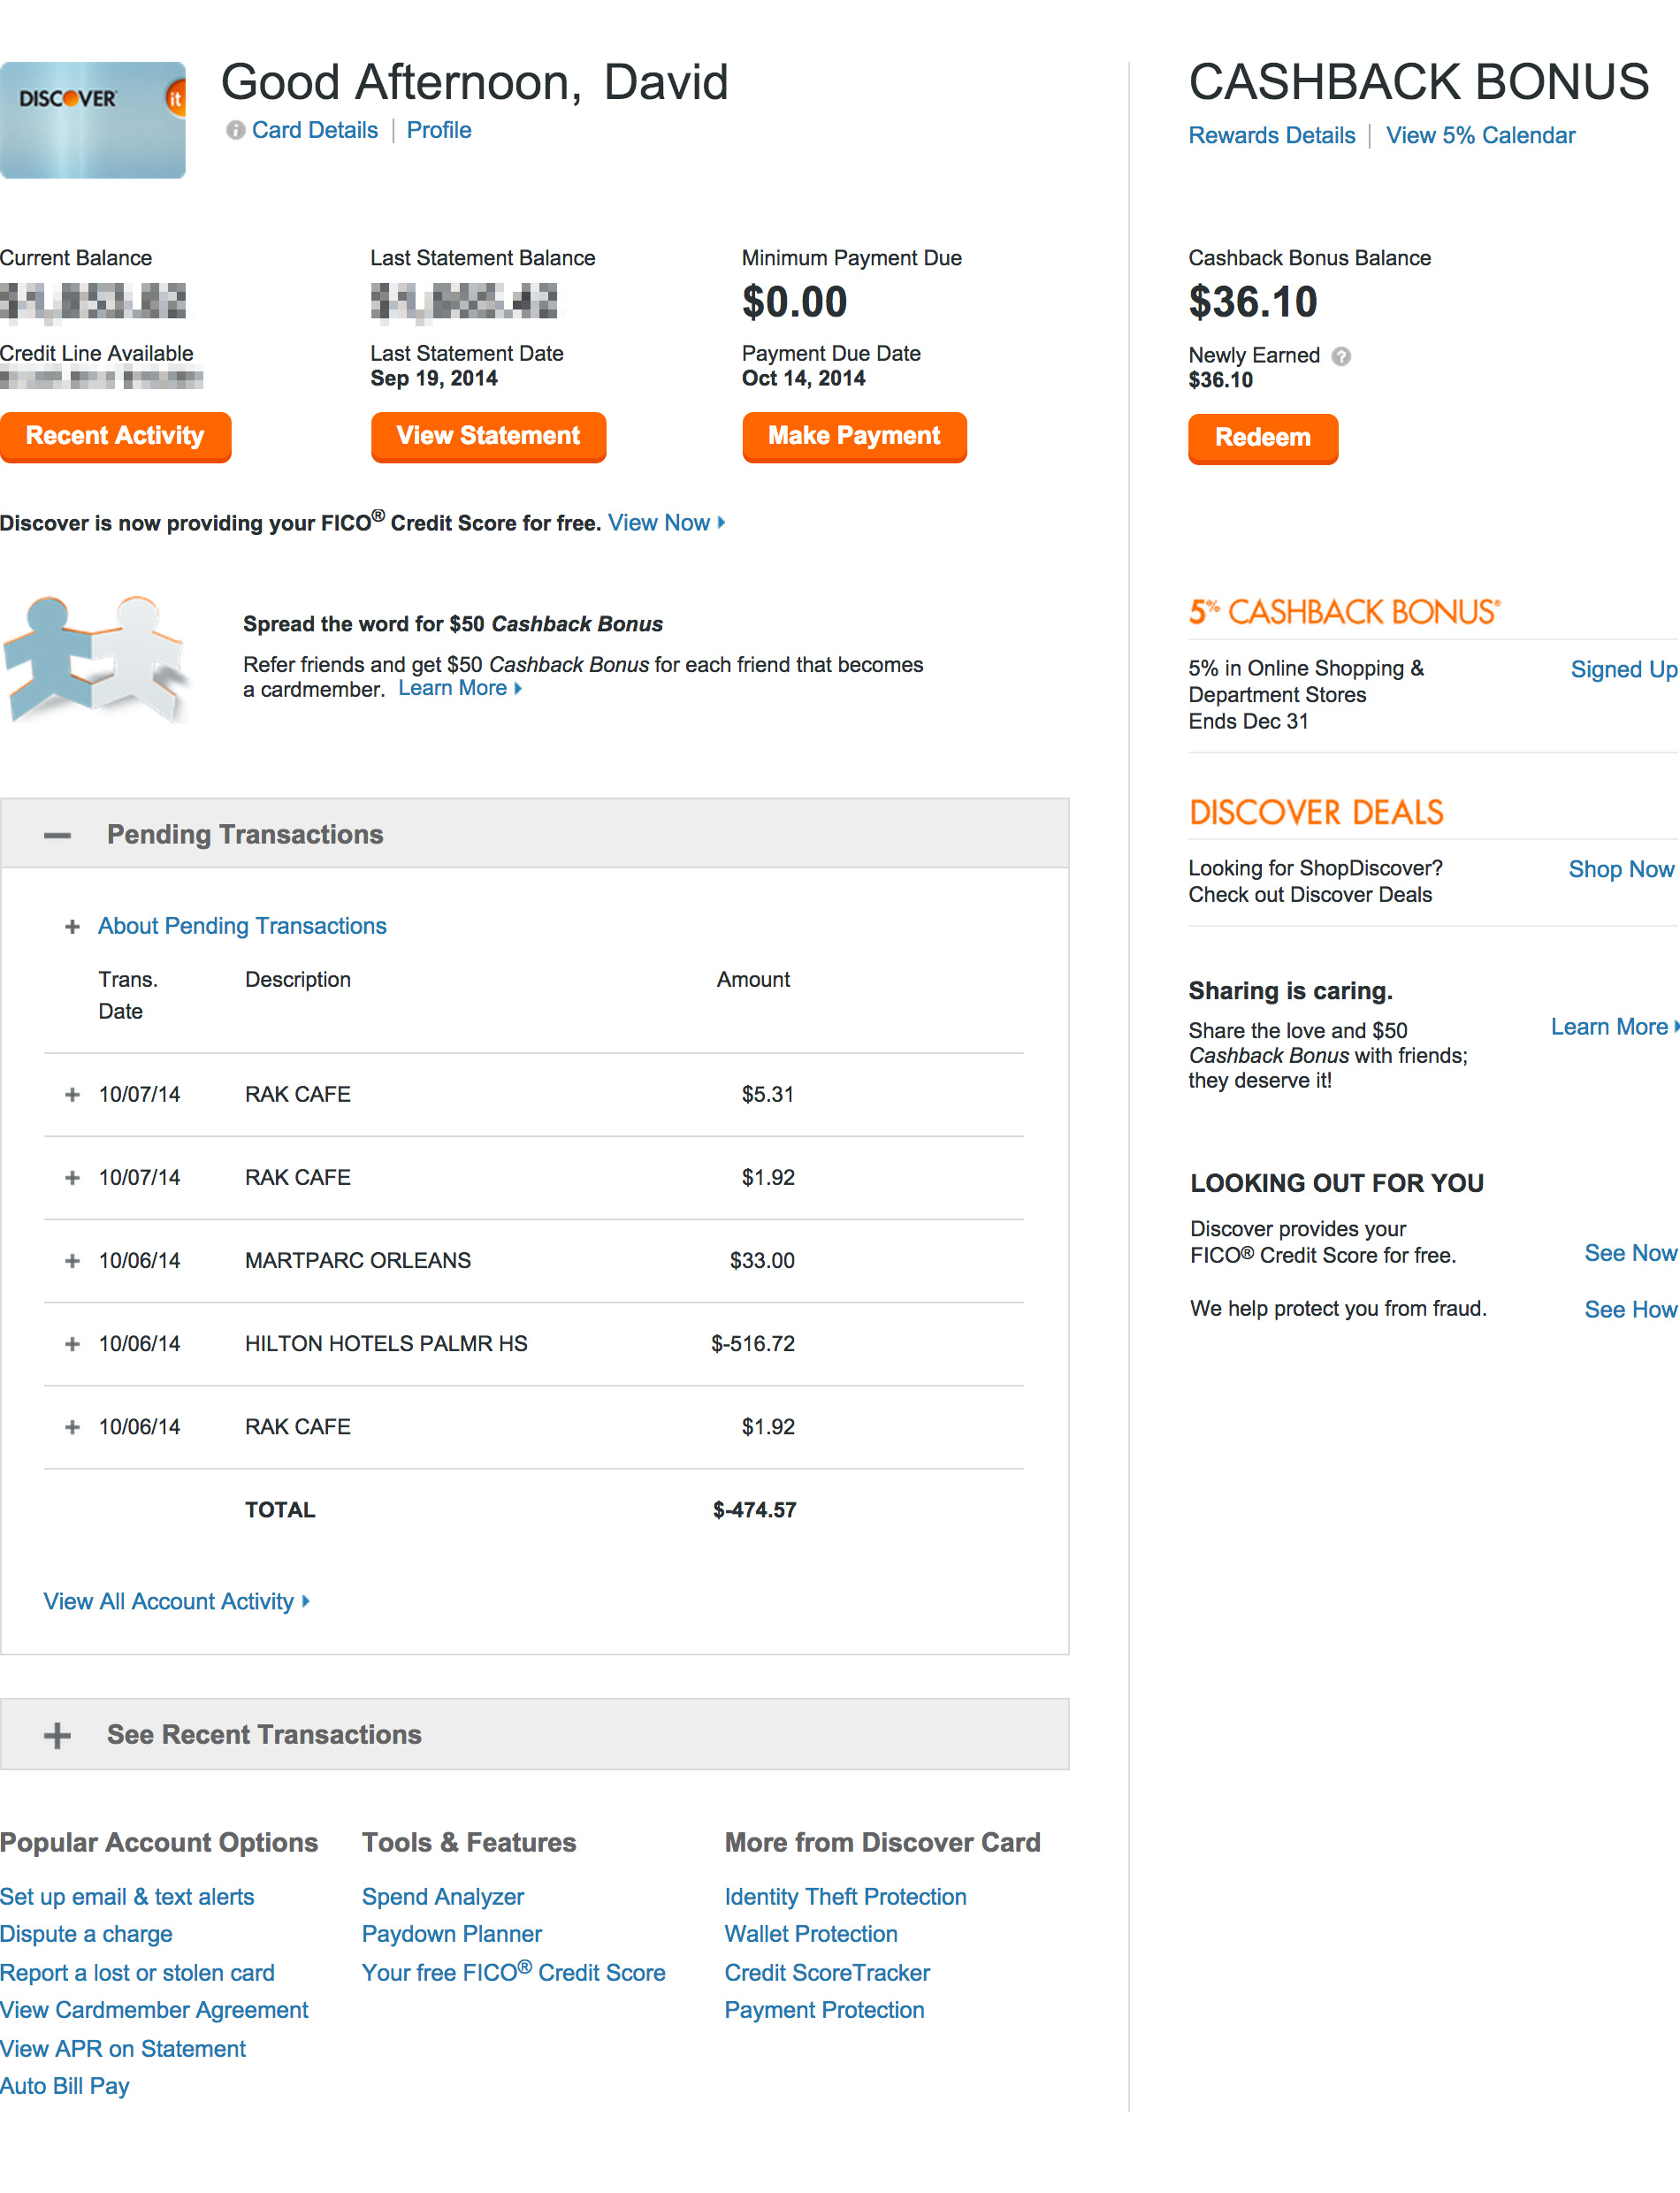 DISCOVER it
Good Afternoon, David
Card Details | Profile
Current Balance
Credit Line Available
Recent Activity
Last Statement Balance
Last Statement Date
Sep 19, 2014
View Statement
Minimum Payment Due
$0.00
Payment Due Date
Oct 14, 2014
Make Payment
Discover is now providing your FICO® Credit Score for free. View Now
Spread the word for $50 Cashback Bonus
Refer friends and get $50 Cashback Bonus for each friend that becomes
a cardmember. Learn More
Pending Transactions
About Pending Transactions
Trans. Description Amount
Date
10/07/14 RAK CAFE $5.31
10/07/14 RAK CAFE $1.92
10/06/14 MARTPARC ORLEANS $33.00
10/06/14 HILTON HOTELS PALMR HS $-516.72
10/06/14 RAK CAFE $1.92
TOTAL $-474.57
View All Account Activity
See Recent Transactions
Popular Account Options
Set up email & text alerts
Dispute a charge
Report a lost or stolen card
View Cardmember Agreement
View APR on Statement
Auto Bill Pay
Tools & Features
Spend Analyzer
Paydown Planner
Your free FICO® Credit Score
More from Discover Card
Identity Theft Protection
Wallet Protection
Credit ScoreTracker
Payment Protection
CASHBACK BONUS
Rewards Details | View 5% Calendar
Cashback Bonus Balance
$36.10
Newly Earned ?
$36.10
Redeem
5% CASHBACK BONUS®
5% in Online Shopping & Signed Up
Department Stores
Ends Dec 31
DISCOVER DEALS
Looking for ShopDiscover? Shop Now
Check out Discover Deals
Sharing is caring.
Share the love and $50 Learn More
Cashback Bonus with friends;
they deserve it!
LOOKING OUT FOR YOU
Discover provides your
FICO® Credit Score for free. See Now
We help protect you from fraud. See How